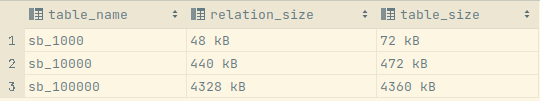 table_name relation_size table_size
1 sb_1000 48 kB 72 kB
2 sb_10000 440 kB 472 kB
3 sb_100000 4328 kB 4360 kB